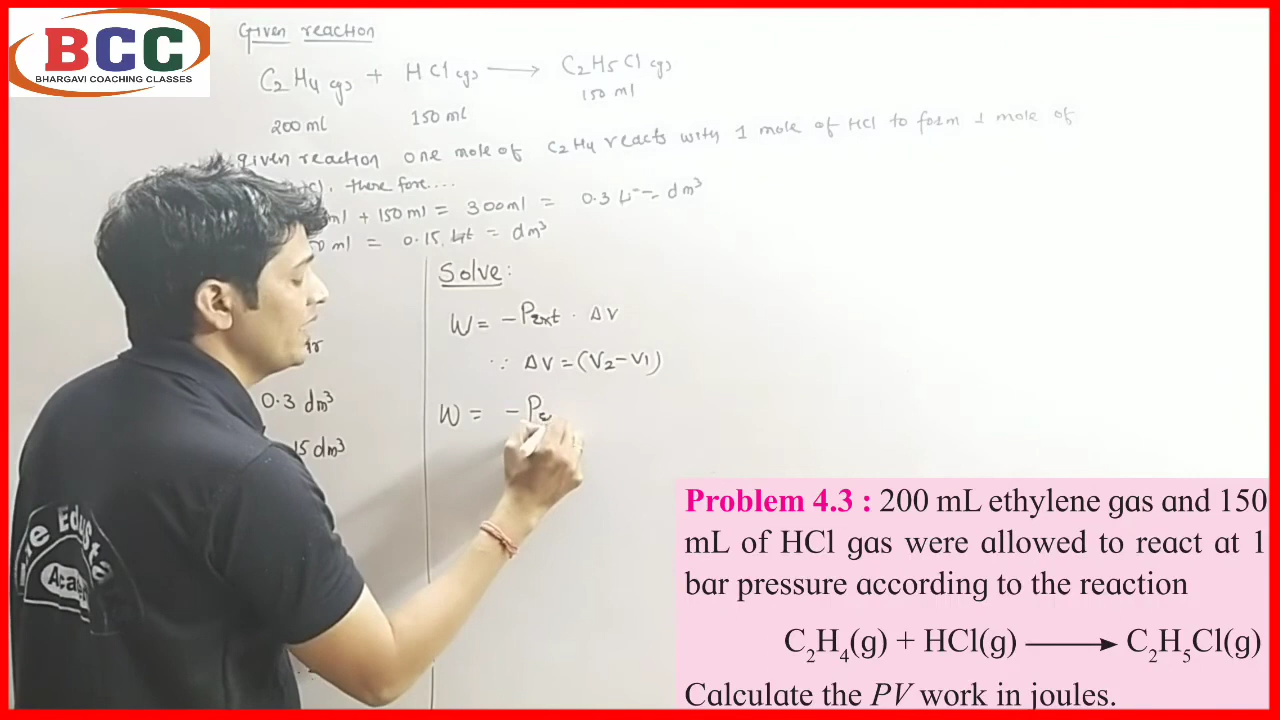 BCC
BHARGAVI COACHING CLASSES
Given reaction
C2H4(g) + HCl(g) ⟶ C2H5Cl(g)
200 ml 150 ml 150 ml
given reaction one mole of C2H4 reacts with 1 mole of HCl to form 1 mole of
there fore....
ml + 150 ml = 300 ml = 0.3 dm³
ml = 0.15 = dm³
Solve:
W = -Pext · ΔV
∵ ΔV = (V2 - V1)
W = - Pe
0.3 dm³
15 dm³
The Edusta
Acade
Problem 4.3 : 200 mL ethylene gas and 150
mL of HCl gas were allowed to react at 1
bar pressure according to the reaction
C2H4(g) + HCl(g) ⟶ C2H5Cl(g)
Calculate the PV work in joules.